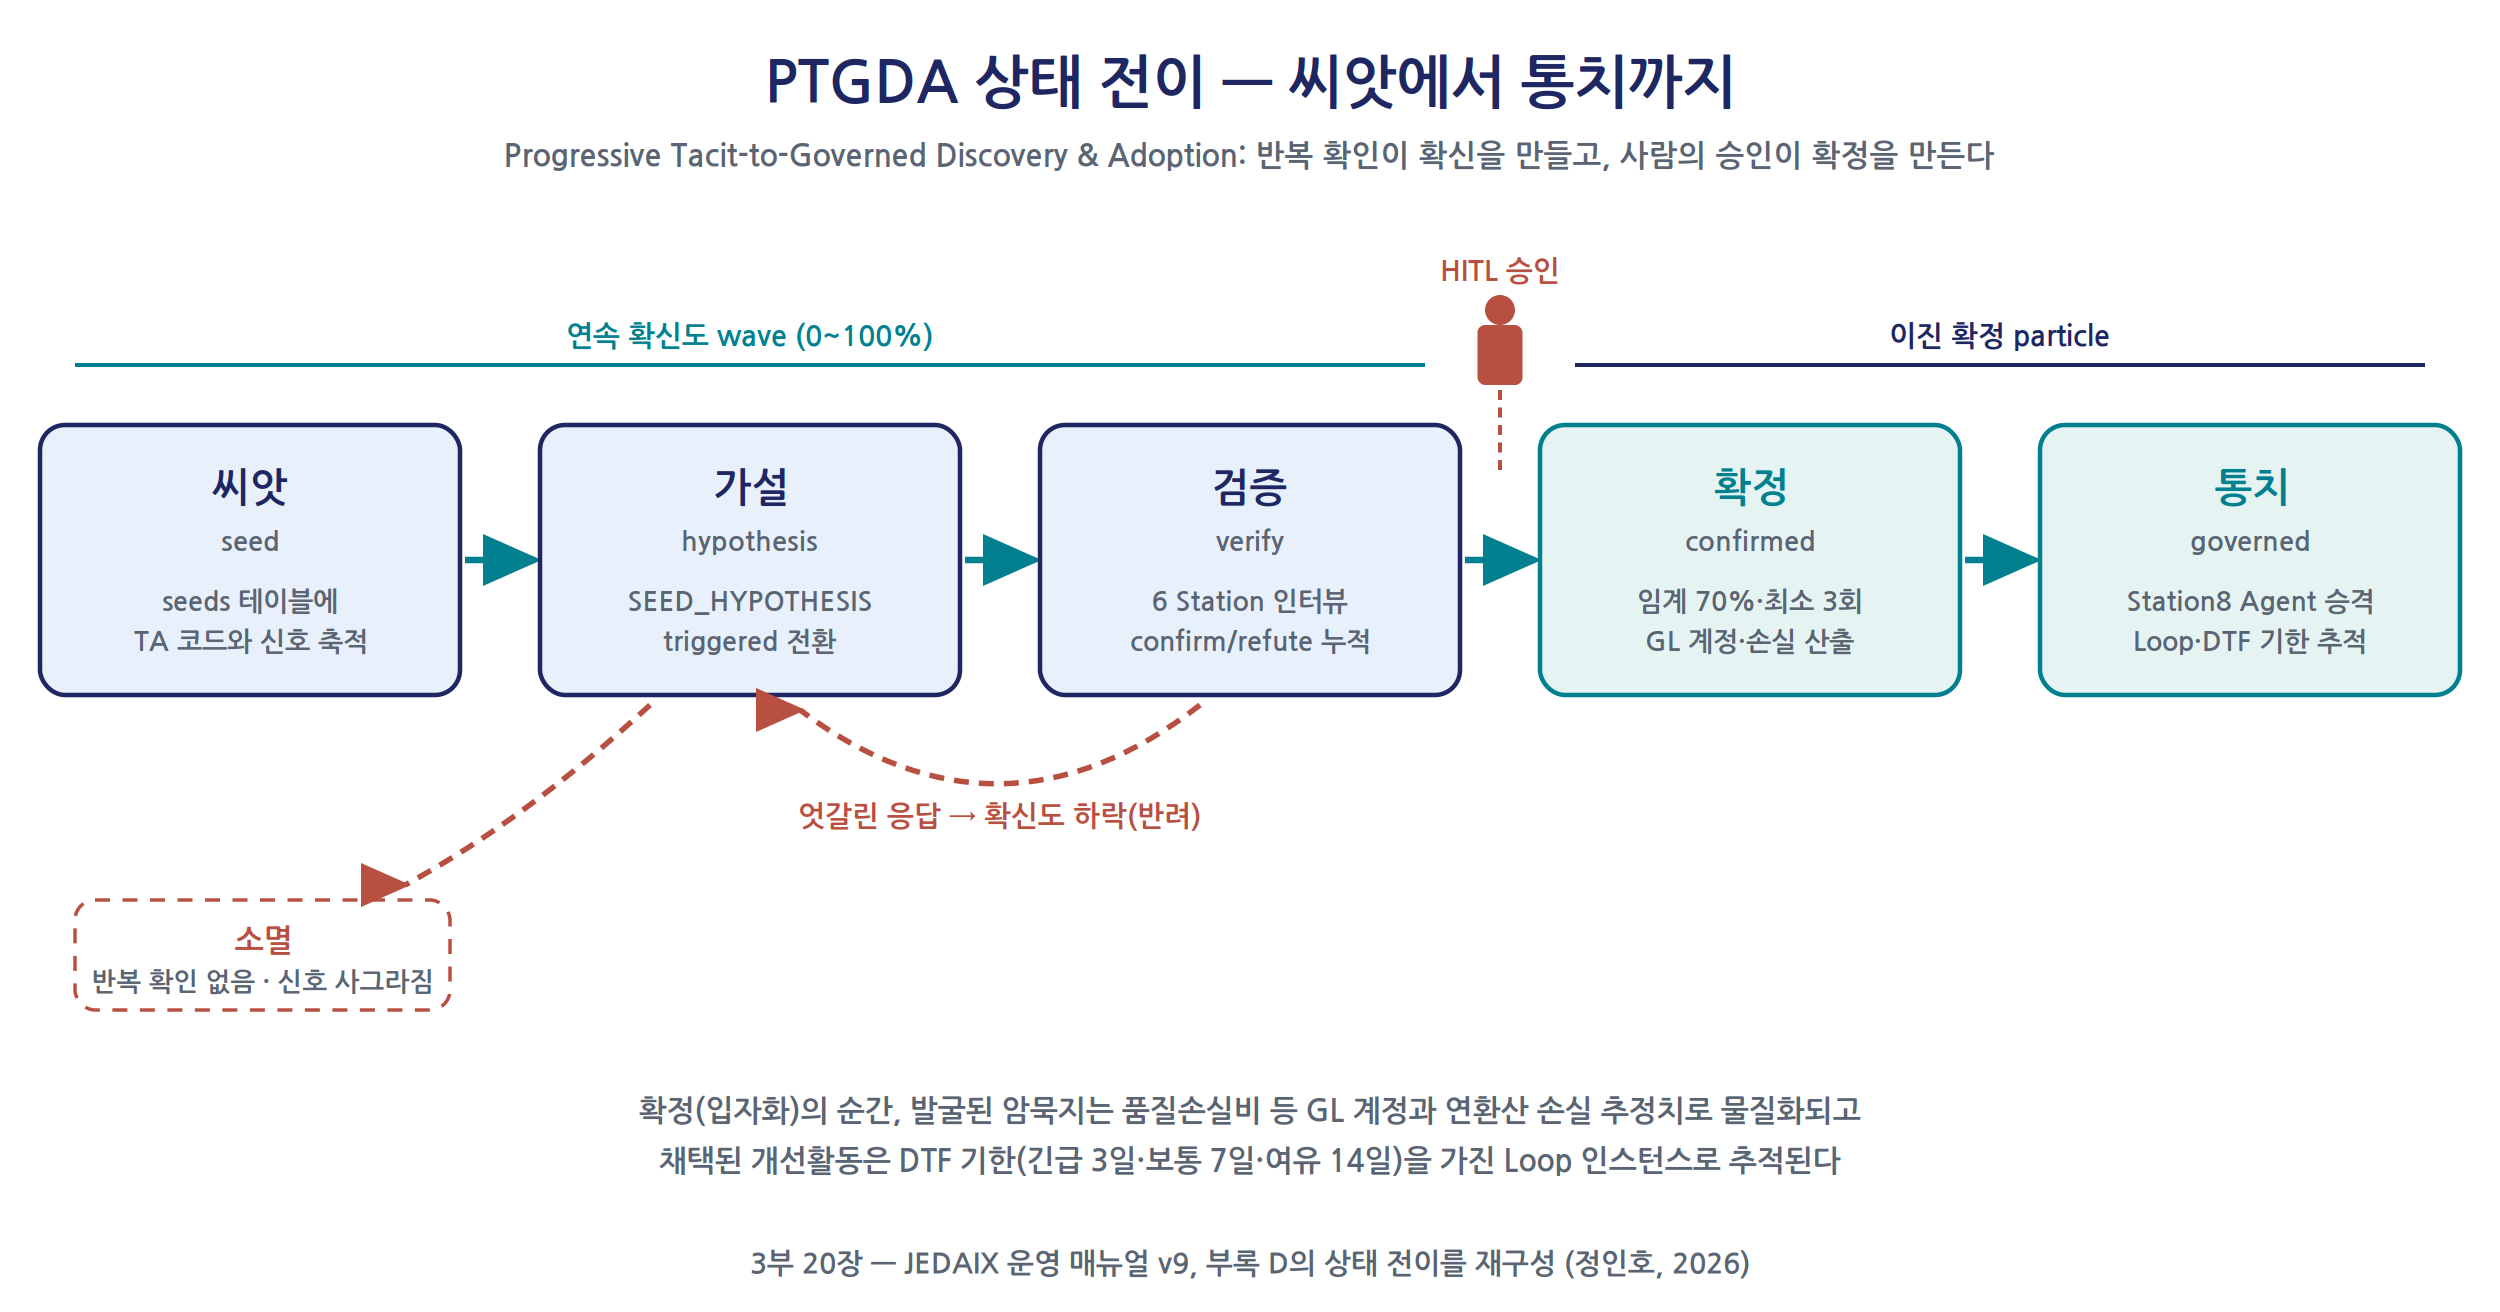 PTGDA 상태 전이 — 씨앗에서 통치까지
Progressive Tacit-to-Governed Discovery & Adoption: 반복 확인이 확신을 만들고, 사람의 승인이 확정을 만든다
HITL 승인
연속 확신도 wave (0~100%)
이진 확정 particle
씨앗
seed
seeds 테이블에
TA 코드와 신호 축적
가설
hypothesis
SEED_HYPOTHESIS
triggered 전환
검증
verify
6 Station 인터뷰
confirm/refute 누적
확정
confirmed
임계 70%·최소 3회
GL 계정·손실 산출
통치
governed
Station8 Agent 승격
Loop·DTF 기한 추적
엇갈린 응답 → 확신도 하락(반려)
소멸
반복 확인 없음 · 신호 사그라짐
확정(입자화)의 순간, 발굴된 암묵지는 품질손실비 등 GL 계정과 연환산 손실 추정치로 물질화되고
채택된 개선활동은 DTF 기한(긴급 3일·보통 7일·여유 14일)을 가진 Loop 인스턴스로 추적된다
3부 20장 — JEDAIX 운영 매뉴얼 v9, 부록 D의 상태 전이를 재구성 (정인호, 2026)